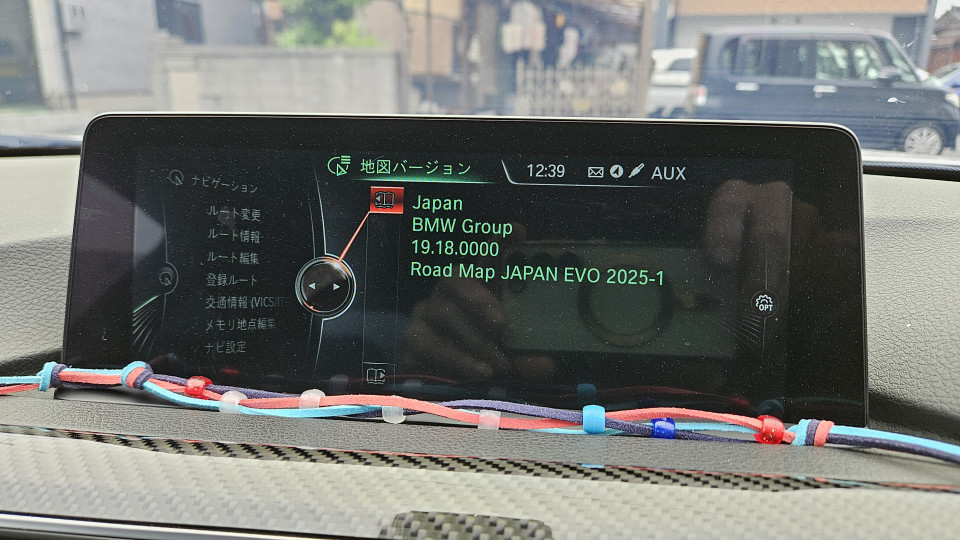 地図バージョン
12:39
AUX
ナビゲーション
ルート変更
ルート情報
ルート編集
登録ルート
交通情報 (VICS/
メモリ地点編集
ナビ設定
Japan
BMW Group
19.18.0000
Road Map JAPAN EVO 2025-1
OPT